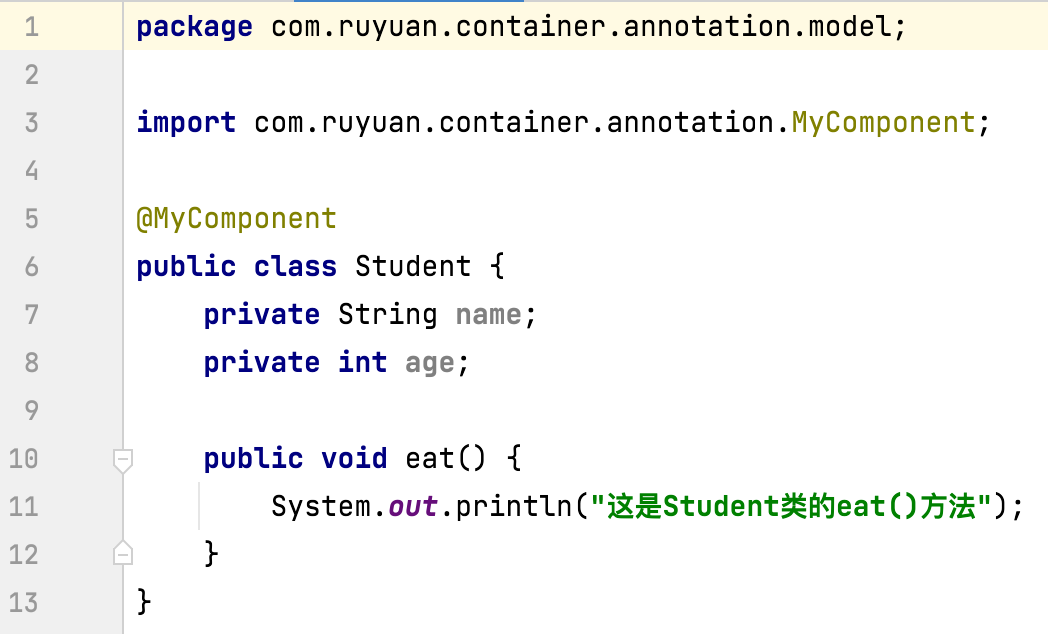 1 package com.ruyuan.container.annotation.model;
2
3 import com.ruyuan.container.annotation.MyComponent;
4
5 @MyComponent
6 public class Student {
7     private String name;
8     private int age;
9
10     public void eat() {
11         System.out.println("这是Student类的eat()方法");
12     }
13 }